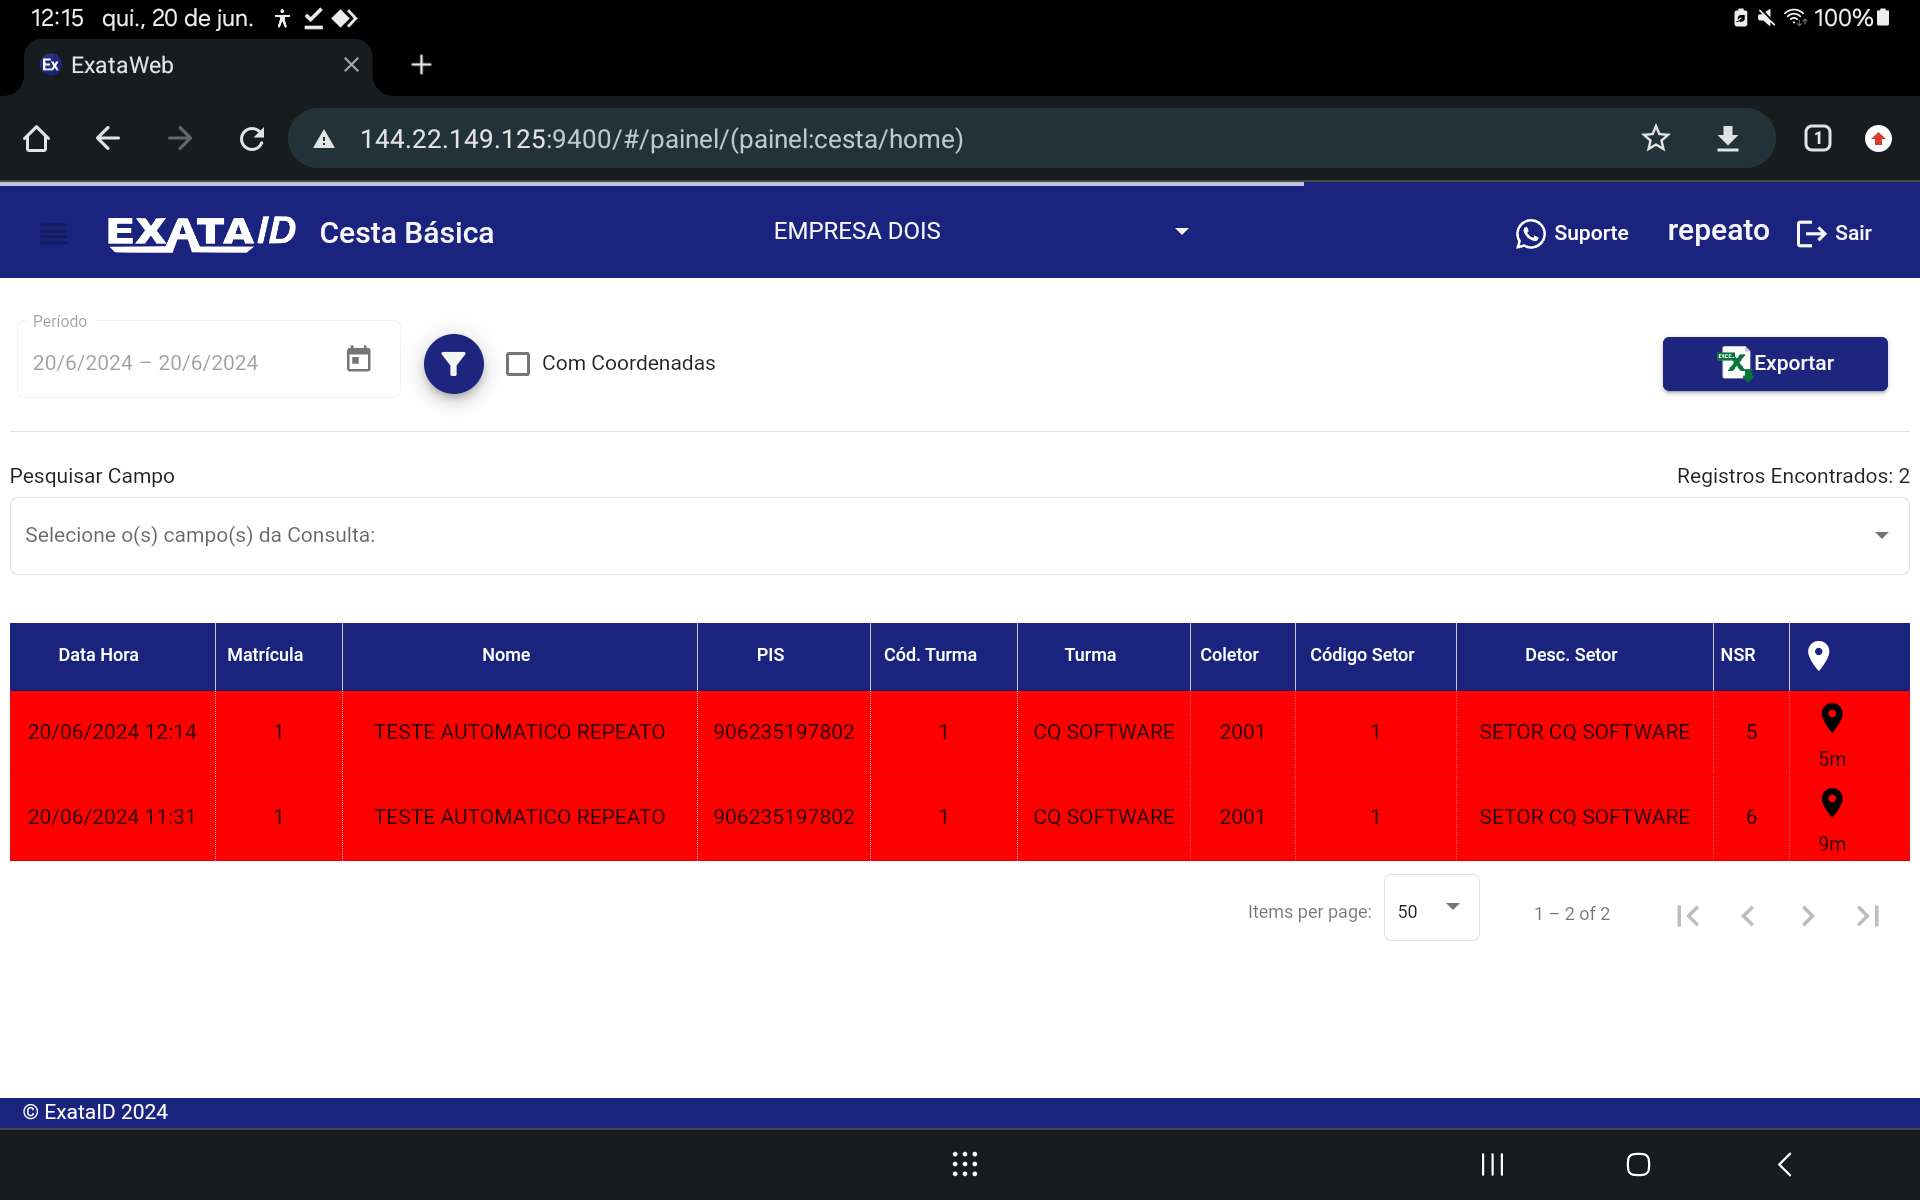 12:15 qui., 20 de jun. 100%
Ex ExataWeb
144.22.149.125:9400/#/painel/(painel:cesta/home) 1
EXATAID Cesta Básica EMPRESA DOIS Suporte repeato Sair
Período
20/6/2024 – 20/6/2024 Com Coordenadas Exportar
Pesquisar Campo Registros Encontrados: 2
Selecione o(s) campo(s) da Consulta:
Data Hora Matrícula Nome PIS Cód. Turma Turma Coletor Código Setor Desc. Setor NSR
20/06/2024 12:14 1 TESTE AUTOMATICO REPEATO 906235197802 1 CQ SOFTWARE 2001 1 SETOR CQ SOFTWARE 5
5m
20/06/2024 11:31 1 TESTE AUTOMATICO REPEATO 906235197802 1 CQ SOFTWARE 2001 1 SETOR CQ SOFTWARE 6
9m
Items per page: 50 1 – 2 of 2
© ExataID 2024